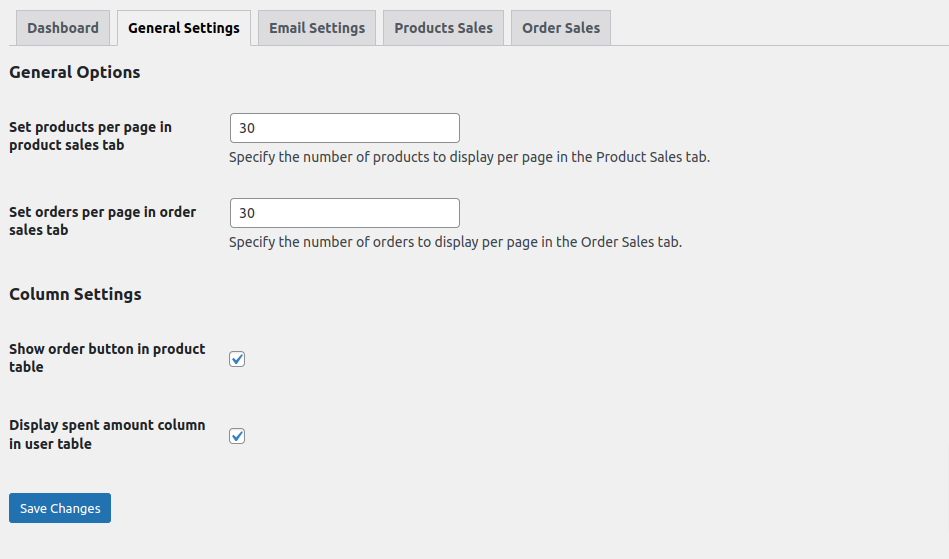 Dashboard General Settings Email Settings Products Sales Order Sales
General Options
Set products per page in
product sales tab
30
Specify the number of products to display per page in the Product Sales tab.
Set orders per page in order
sales tab
30
Specify the number of orders to display per page in the Order Sales tab.
Column Settings
Show order button in product
table
Display spent amount column
in user table
Save Changes